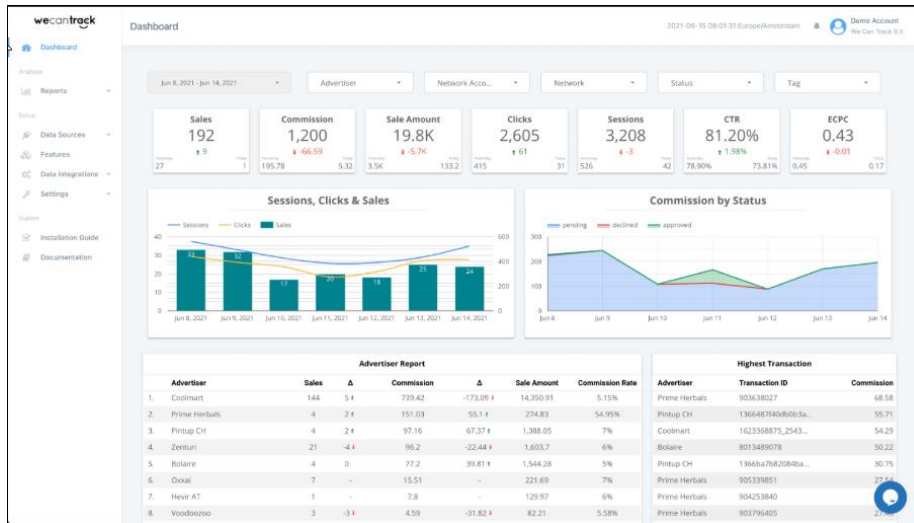 wecantrack
Dashboard
2021-06-15 08:01:31 Europe/Amsterdam
Demo Account
We Can Track B.V.
Dashboard
Analysis
Reports
Setup
Data Sources
Features
Data Integrations
Settings
Guides
Installation Guide
Documentation
Jun 8, 2021 - Jun 14, 2021
Advertiser
Network Acco...
Network
Status
Tag
Sales
192
9
Yesterday
27
Today
1
Commission
1,200
-66.59
195.78
Today
5.32
Sale Amount
19.8K
-5.7K
Yesterday
3.5K
Today
133.2
Clicks
2,605
61
Yesterday
415
Today
31
Sessions
3,208
-3
Yesterday
526
Today
42
CTR
81.20%
1.98%
Yesterday
78.90%
Today
73.81%
ECPC
0.43
-0.01
Yesterday
0.45
Today
0.17
Sessions, Clicks & Sales
Sessions Clicks Sales
40 600
30 400
20 200
10
0 0
33 32 17 20 18 25 24
Jun 8, 2021 Jun 9, 2021 Jun 10, 2021 Jun 11, 2021 Jun 12, 2021 Jun 13, 2021 Jun 14, 2021
Commission by Status
pending declined approved
300
200
100
0
Jun 8 Jun 9 Jun 10 Jun 11 Jun 12 Jun 13 Jun 14
Advertiser Report
Advertiser Sales Δ Commission Δ Sale Amount Commission Rate
1. Coolmart 144 5 739.42 -173.09 14,350.91 5.15%
2. Prime Herbals 4 2 151.03 55.1 274.83 54.95%
3. Pintup CH 4 2 97.16 67.37 1,388.05 7%
4. Zenturi 21 -4 96.2 -22.44 1,603.7 6%
5. Bolaire 4 0 77.2 39.81 1,544.28 5%
6. Oxxai 7 - 15.51 - 221.69 7%
7. Hevir AT 1 - 7.8 - 129.97 6%
8. Voodoozoo 3 -3 4.59 -31.82 82.21 5.58%
Highest Transaction
Advertiser Transaction ID Commission
Prime Herbals 903638027 68.58
Pintup CH 1366487f40db0b3a... 55.71
Coolmart 1623368875_2543... 54.29
Bolaire 8013489078 50.22
Pintup CH 1366ba7b82084ba... 30.75
Prime Herbals 905339851
Prime Herbals 904253840
Prime Herbals 903796405